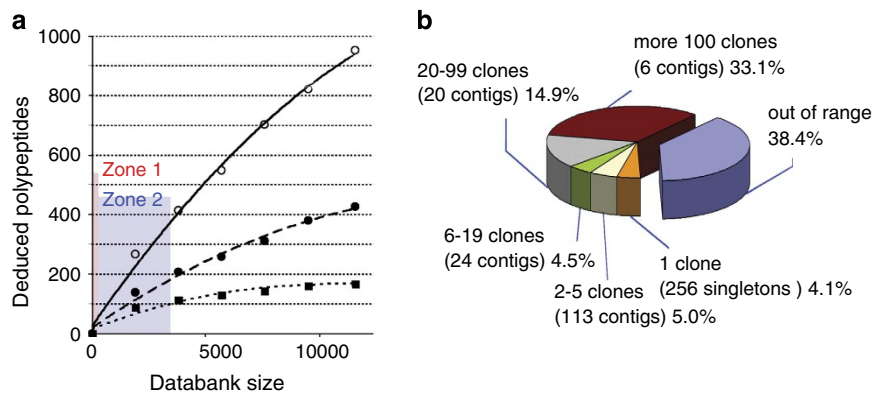 a
1000
800
600
400
200
0
Deduced polypeptides
Zone 1
Zone 2
0
5000
10000
Databank size
b
more 100 clones
(6 contigs) 33.1%
20-99 clones
(20 contigs) 14.9%
out of range
38.4%
6-19 clones
(24 contigs) 4.5%
2-5 clones
(113 contigs) 5.0%
1 clone
(256 singletons ) 4.1%